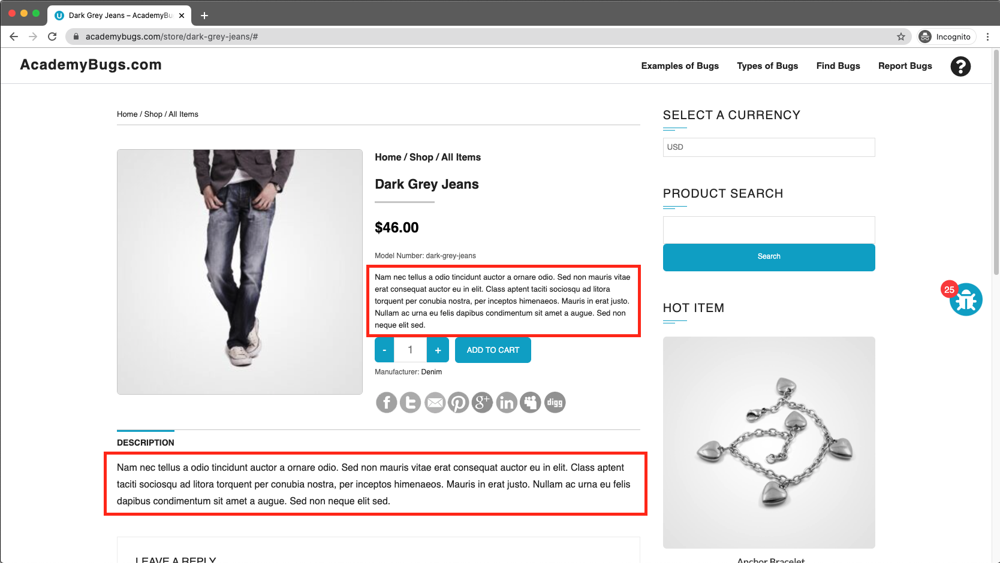 Dark Grey Jeans – AcademyBu
academybugs.com/store/dark-grey-jeans/#
Incognito
AcademyBugs.com
Examples of Bugs
Types of Bugs
Find Bugs
Report Bugs
?
Home / Shop / All Items
Home / Shop / All Items
Dark Grey Jeans
$46.00
Model Number: dark-grey-jeans
Nam nec tellus a odio tincidunt auctor a ornare odio. Sed non mauris vitae
erat consequat auctor eu in elit. Class aptent taciti sociosqu ad litora
torquent per conubia nostra, per inceptos himenaeos. Mauris in erat justo.
Nullam ac urna eu felis dapibus condimentum sit amet a augue. Sed non
neque elit sed.
- 1 + ADD TO CART
Manufacturer: Denim
digg
DESCRIPTION
Nam nec tellus a odio tincidunt auctor a ornare odio. Sed non mauris vitae erat consequat auctor eu in elit. Class aptent
taciti sociosqu ad litora torquent per conubia nostra, per inceptos himenaeos. Mauris in erat justo. Nullam ac urna eu felis
dapibus condimentum sit amet a augue. Sed non neque elit sed.
LEAVE A REPLY
SELECT A CURRENCY
USD
PRODUCT SEARCH
Search
25
HOT ITEM
Anchor Bracelet